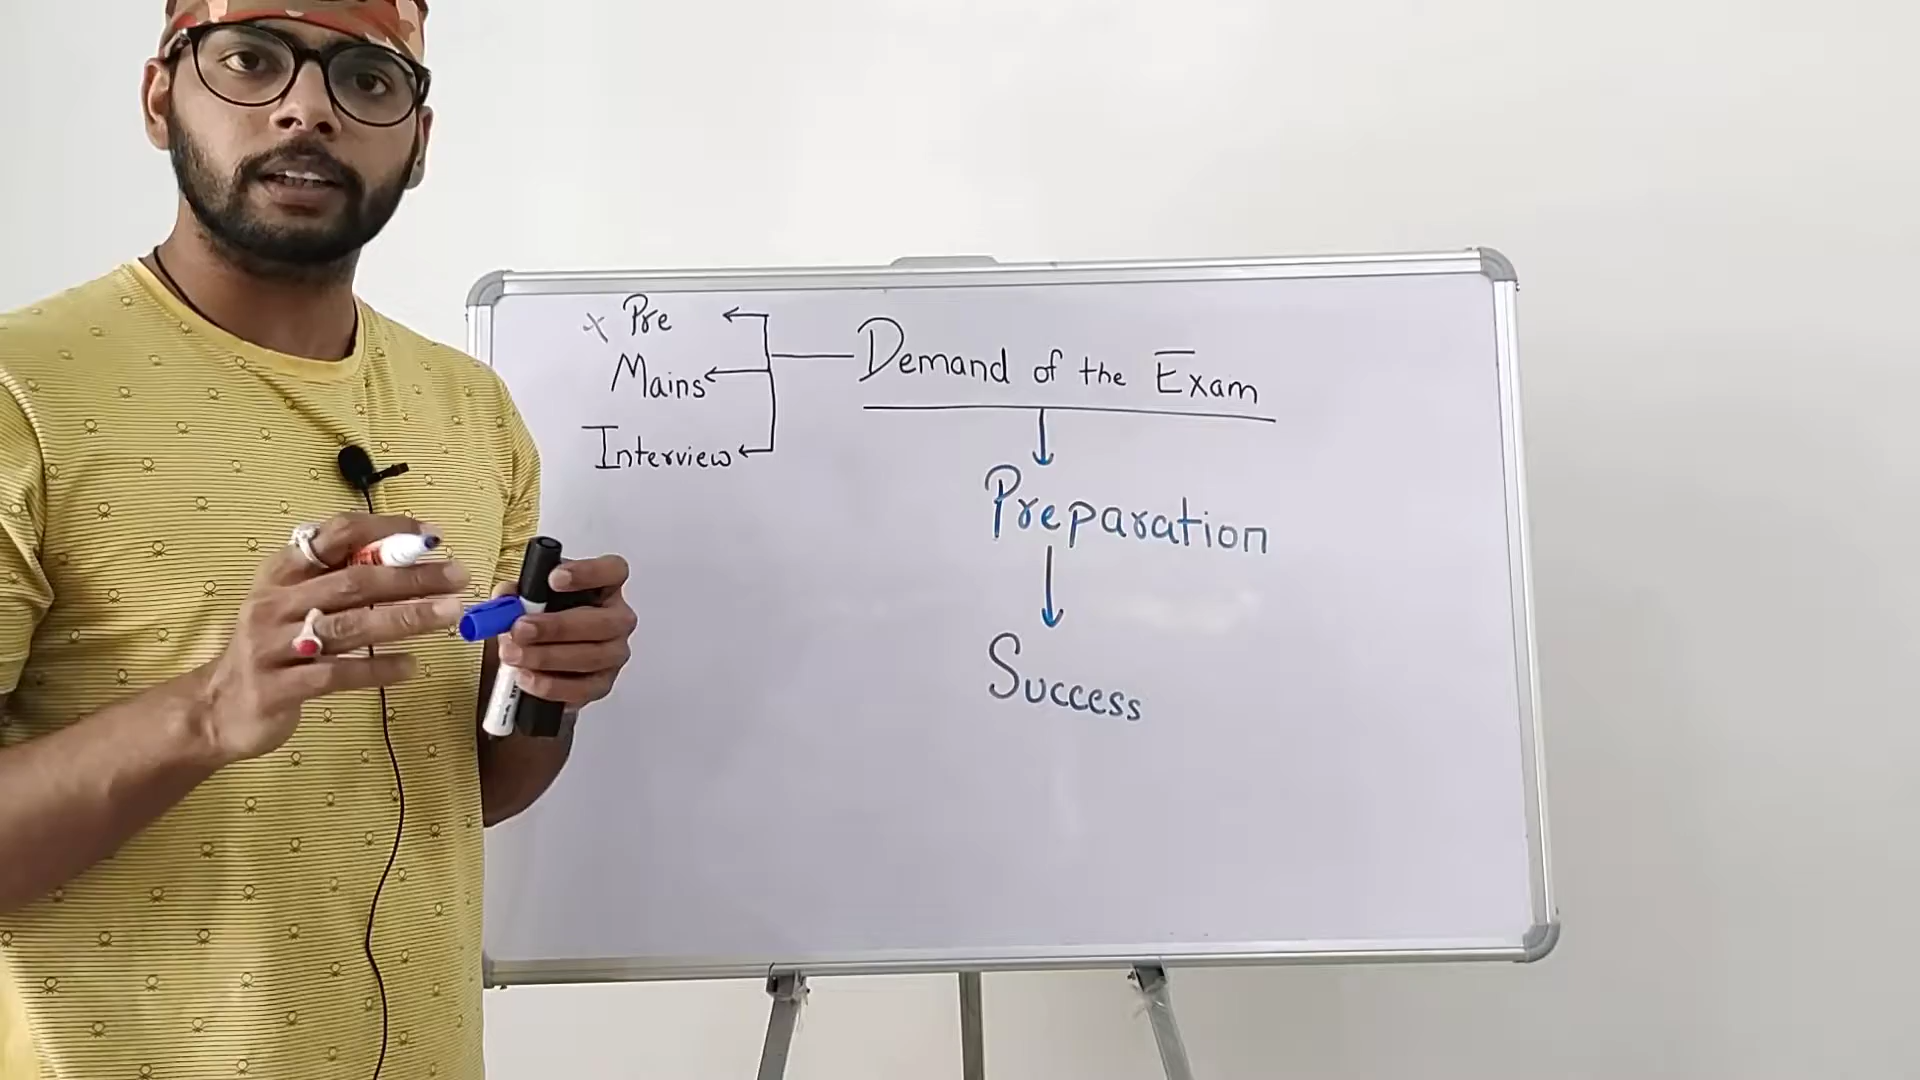 x Pre
Mains
Interview
Demand of the Exam
Preparation
Success